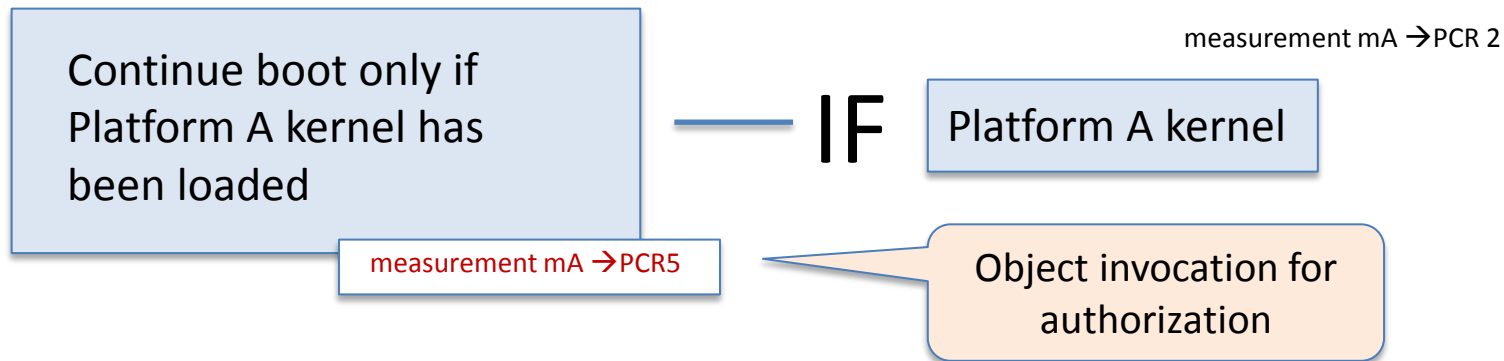 Continue boot only if
Platform A kernel has
been loaded
measurement mA →PCR5
IF
measurement mA →PCR 2
Platform A kernel
Object invocation for
authorization